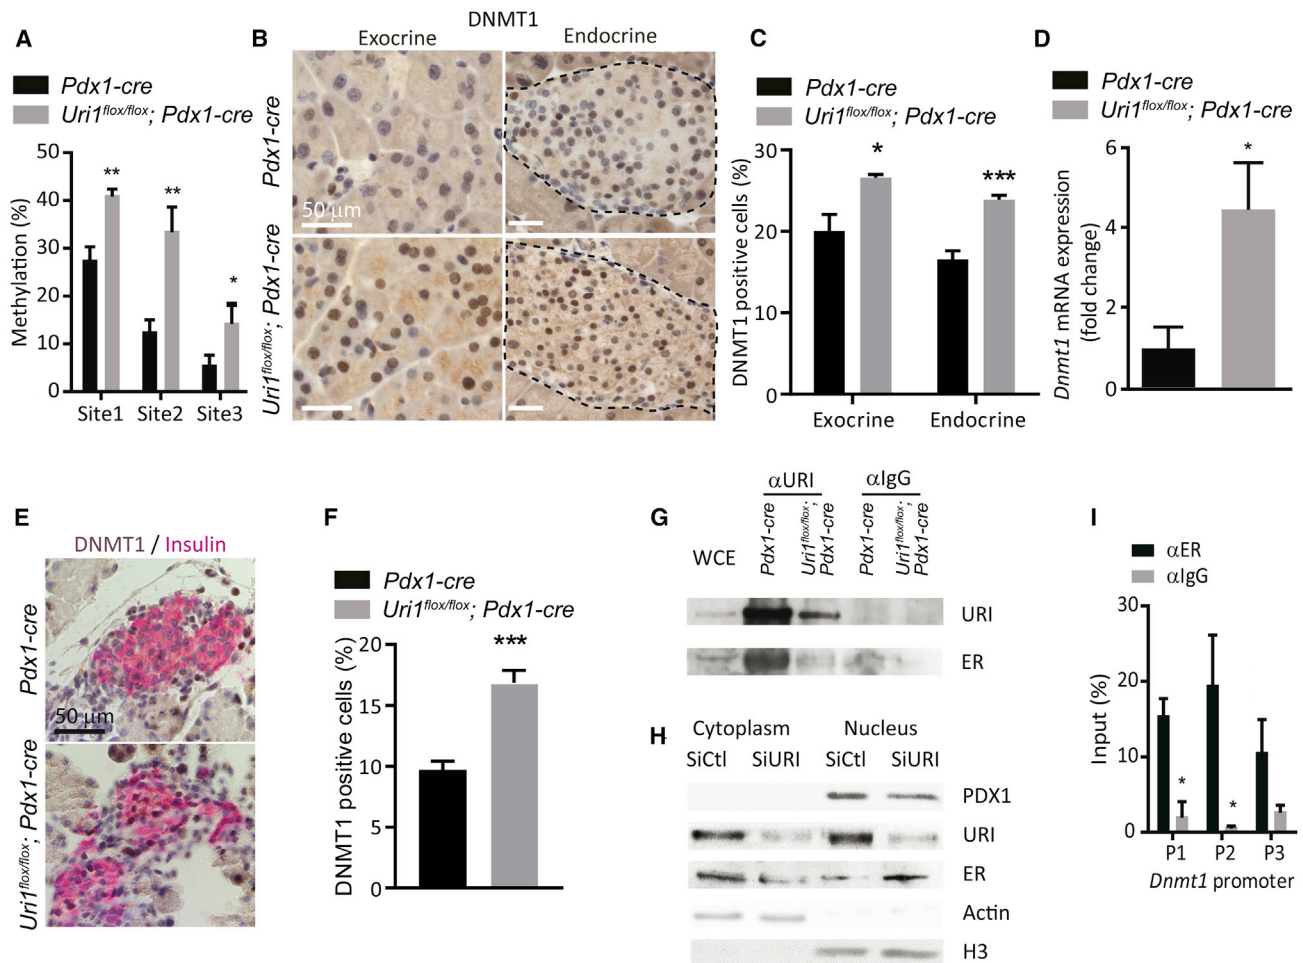 A
Pdx1-cre
Uri1flox/flox; Pdx1-cre
Methylation (%)
50
40
30
20
10
0
** ** *
Site1 Site2 Site3
B
DNMT1
Exocrine Endocrine
Pdx1-cre
Uri1flox/flox; Pdx1-cre
50 μm
C
Pdx1-cre
Uri1flox/flox; Pdx1-cre
DNMT1 positive cells (%)
30
20
10
0
* ***
Exocrine Endocrine
D
Pdx1-cre
Uri1flox/flox; Pdx1-cre
Dnmt1 mRNA expression
(fold change)
6
4
2
0
*
E
DNMT1 / Insulin
Pdx1-cre
Uri1flox/flox; Pdx1-cre
50 μm
F
Pdx1-cre
Uri1flox/flox; Pdx1-cre
DNMT1 positive cells (%)
20
15
10
5
0
***
G
αURI αIgG
WCE
Pdx1-cre
Uri1flox/flox;
Pdx1-cre
Pdx1-cre
Uri1flox/flox;
Pdx1-cre
URI
ER
H
Cytoplasm Nucleus
SiCtl SiURI SiCtl SiURI
PDX1
URI
ER
Actin
H3
I
αER
αIgG
Input (%)
30
20
10
0
* *
P1 P2 P3
Dnmt1 promoter